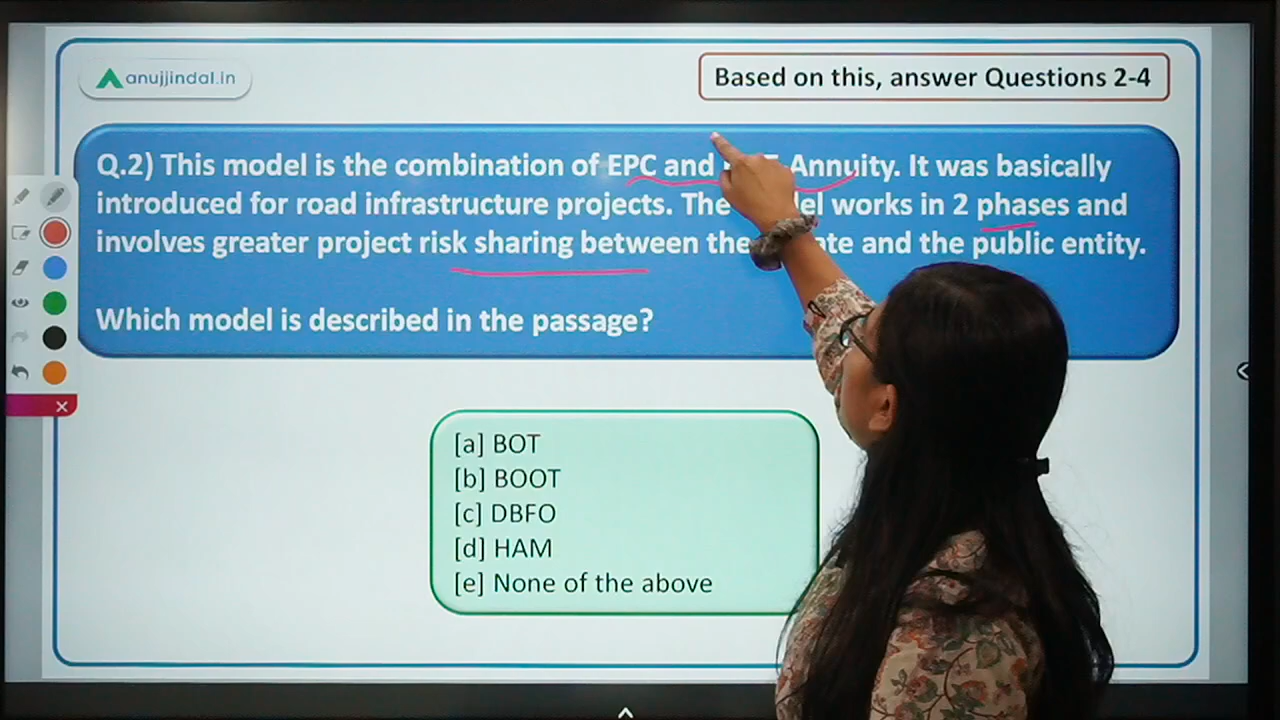 anujjindal.in
Based on this, answer Questions 2-4
Q.2) This model is the combination of EPC and Annuity. It was basically
introduced for road infrastructure projects. The works in 2 phases and
involves greater project risk sharing between the and the public entity.
Which model is described in the passage?
[a] BOT
[b] BOOT
[c] DBFO
[d] HAM
[e] None of the above